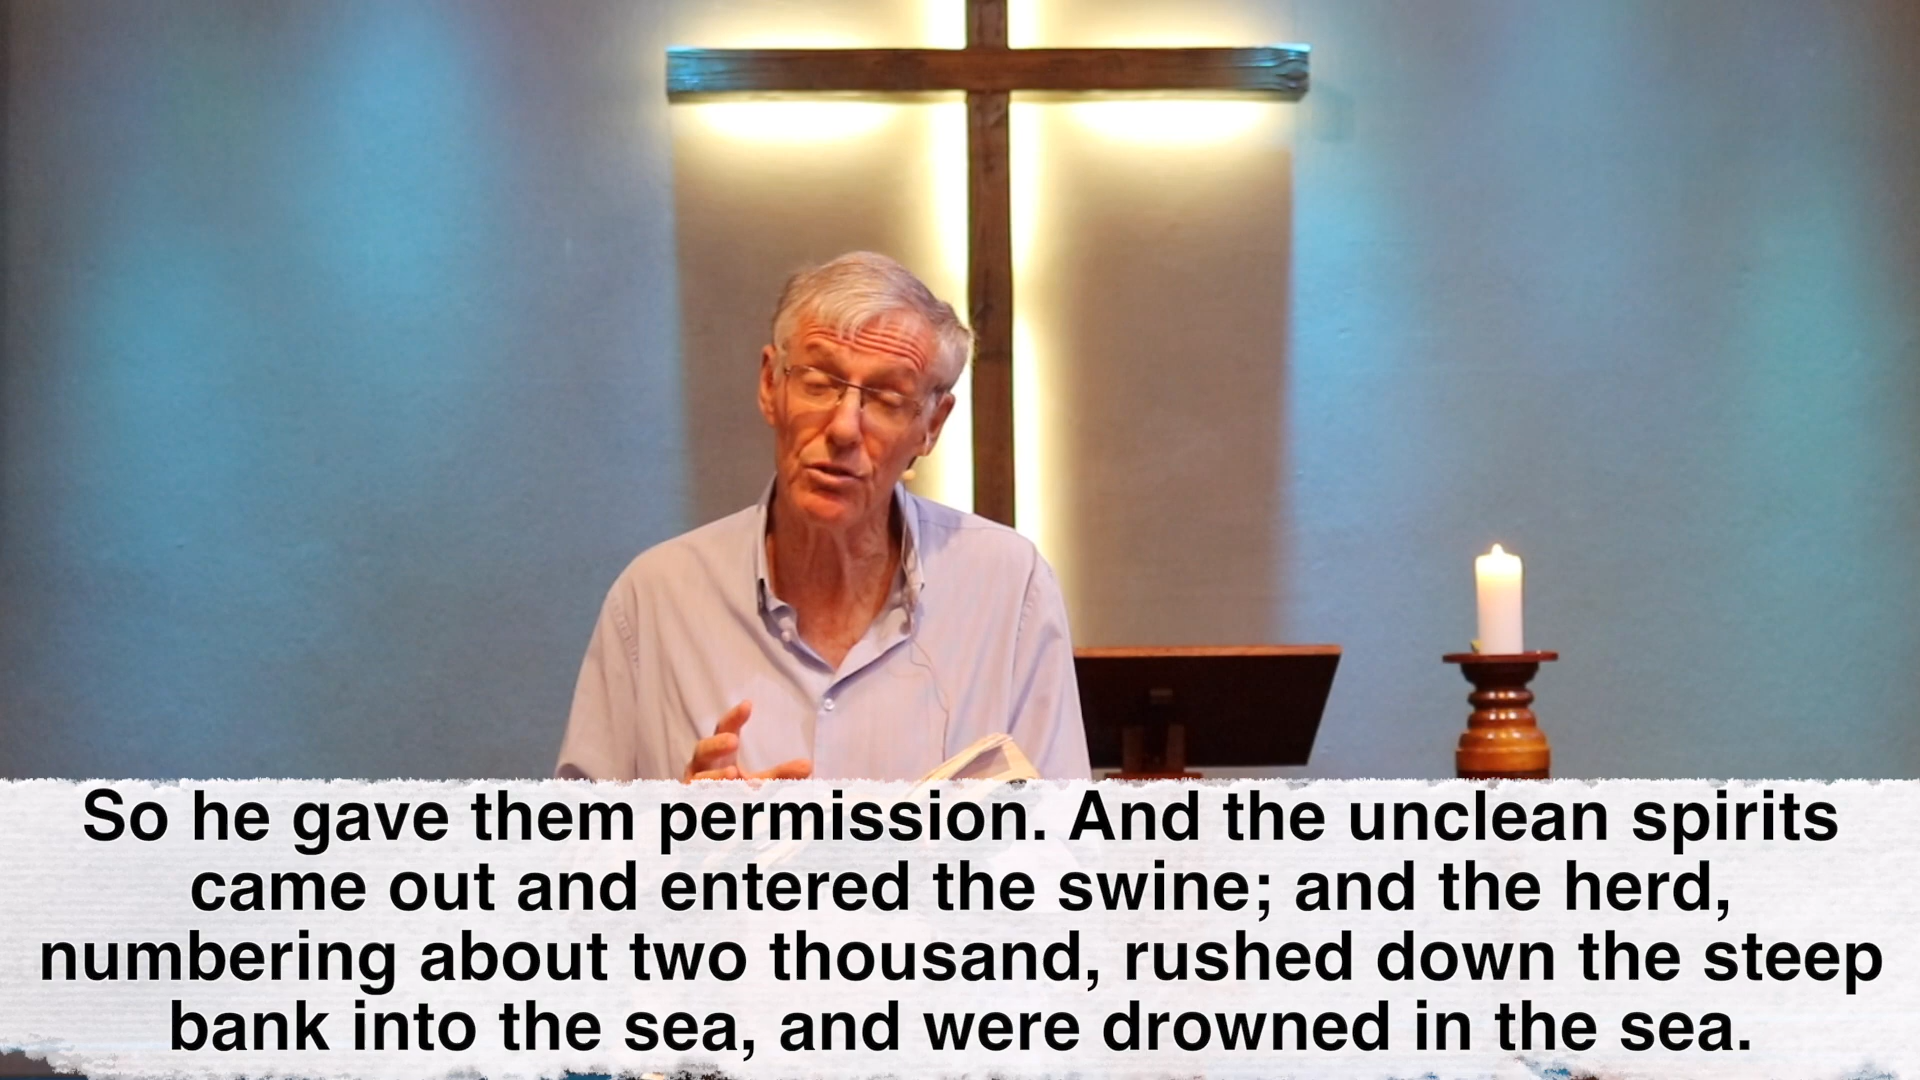 So he gave them permission. And the unclean spirits
came out and entered the swine; and the herd,
numbering about two thousand, rushed down the steep
bank into the sea, and were drowned in the sea.